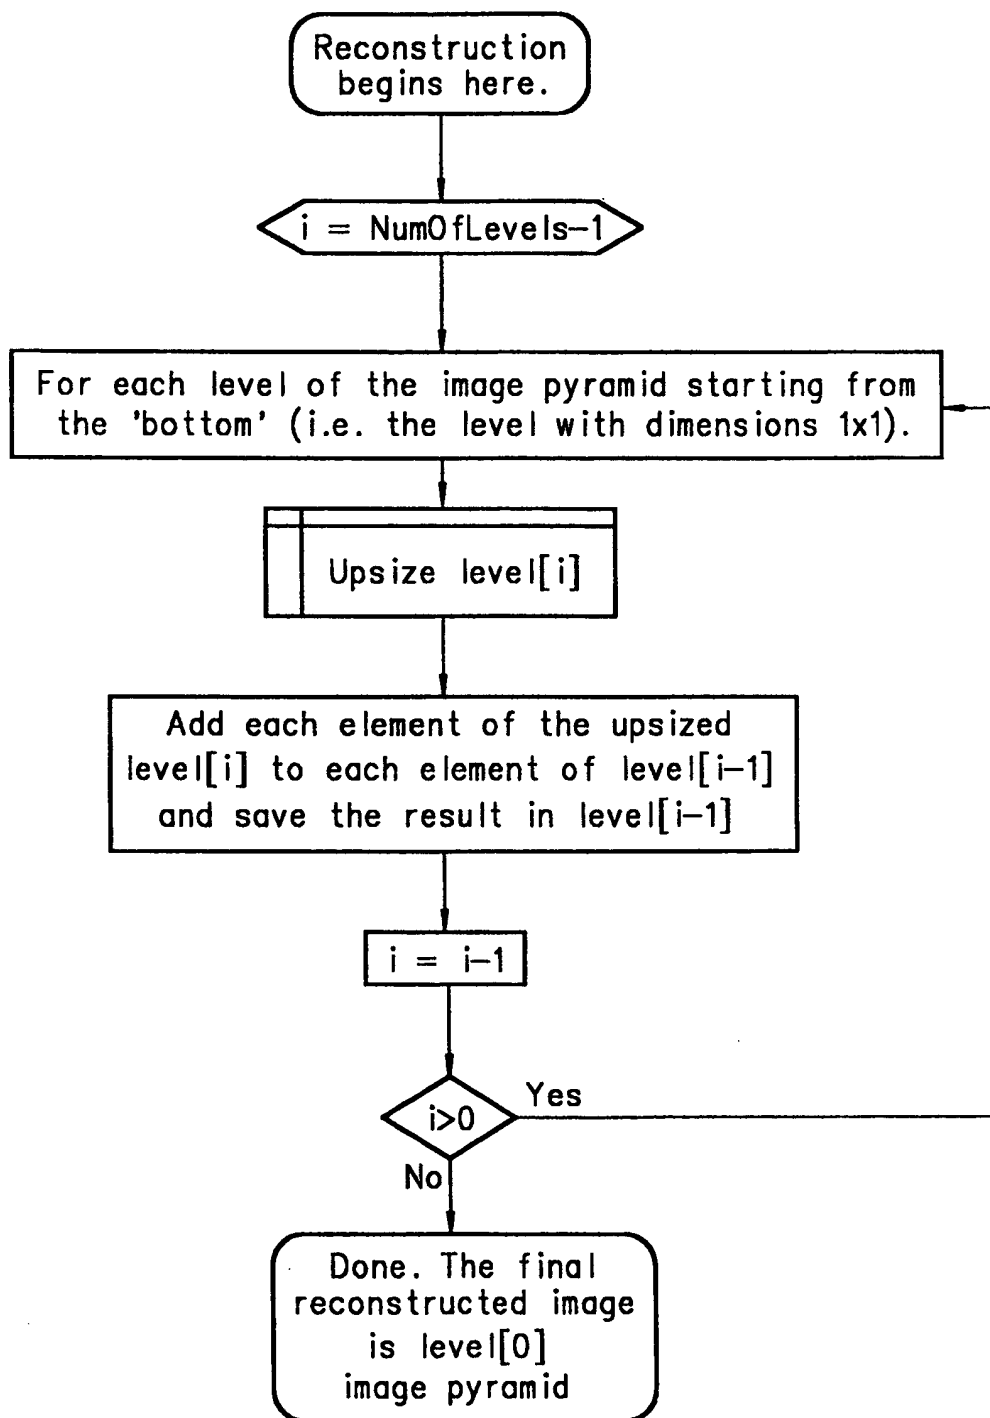 Reconstruction
begins here.
i = NumOfLevels-1
For each level of the image pyramid starting from
the 'bottom' (i.e. the level with dimensions 1x1).
Upsize level[i]
Add each element of the upsized
level[i] to each element of level[i-1]
and save the result in level[i-1]
i = i-1
i>0
Yes
No
Done. The final
reconstructed image
is level[0]
image pyramid